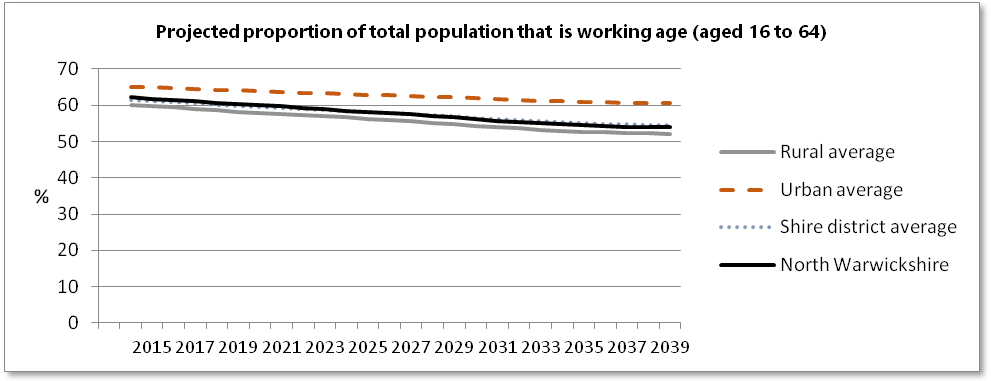 Projected proportion of total population that is working age (aged 16 to 64)
70
60
50
40
%
30
20
10
0
2015 2017 2019 2021 2023 2025 2027 2029 2031 2033 2035 2037 2039
Rural average
Urban average
Shire district average
North Warwickshire